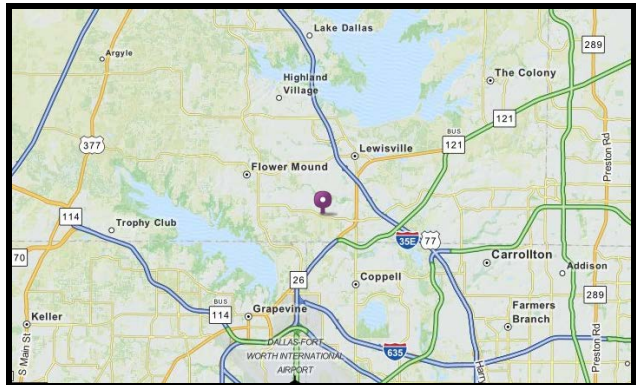 Lake Dallas
289
Argyle
Highland
Village
The Colony
121
BUS
121
377
Lewisville
Preston Rd
Flower Mound
114
Trophy Club
35E
77
70
Carrollton
26
Coppell
Addison
BUS
114
Grapevine
289
Keller
Farmers
Branch
DALLAS-FORT
WORTH INTERNATIONAL
AIRPORT
635
S Main St
Preston Rd